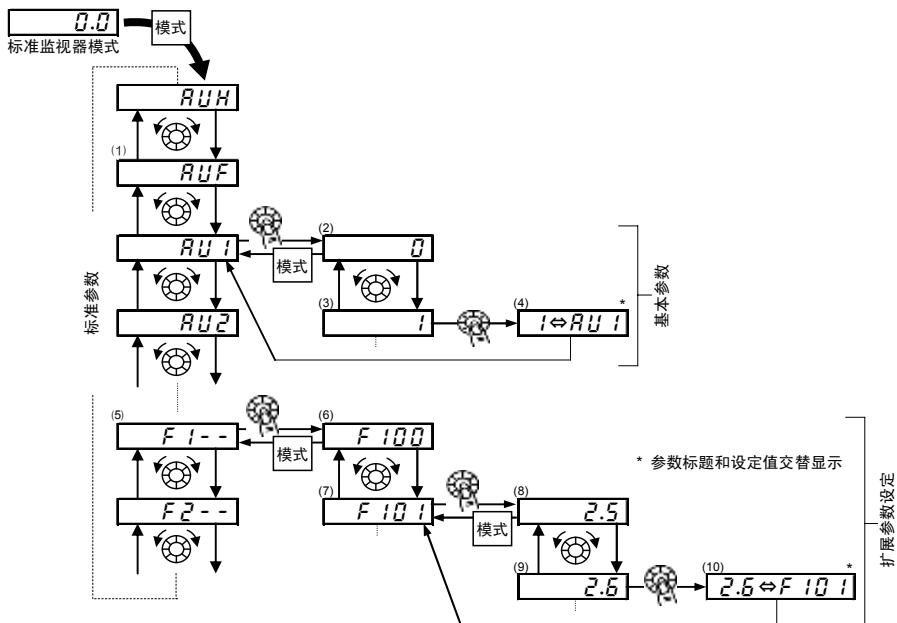 0.0
模式
标准监视器模式
AUH
(1)
AUF
AU1
(2)
0
模式
AU2
(3)
1
(4)
1⇔AU1
*
标准参数
基本参数
(5)
F1--
(6)
F100
模式
* 参数标题和设定值交替显示
F2--
(7)
F101
(8)
2.5
模式
(9)
2.6
(10)
2.6⇔F101
*
扩展参数设定